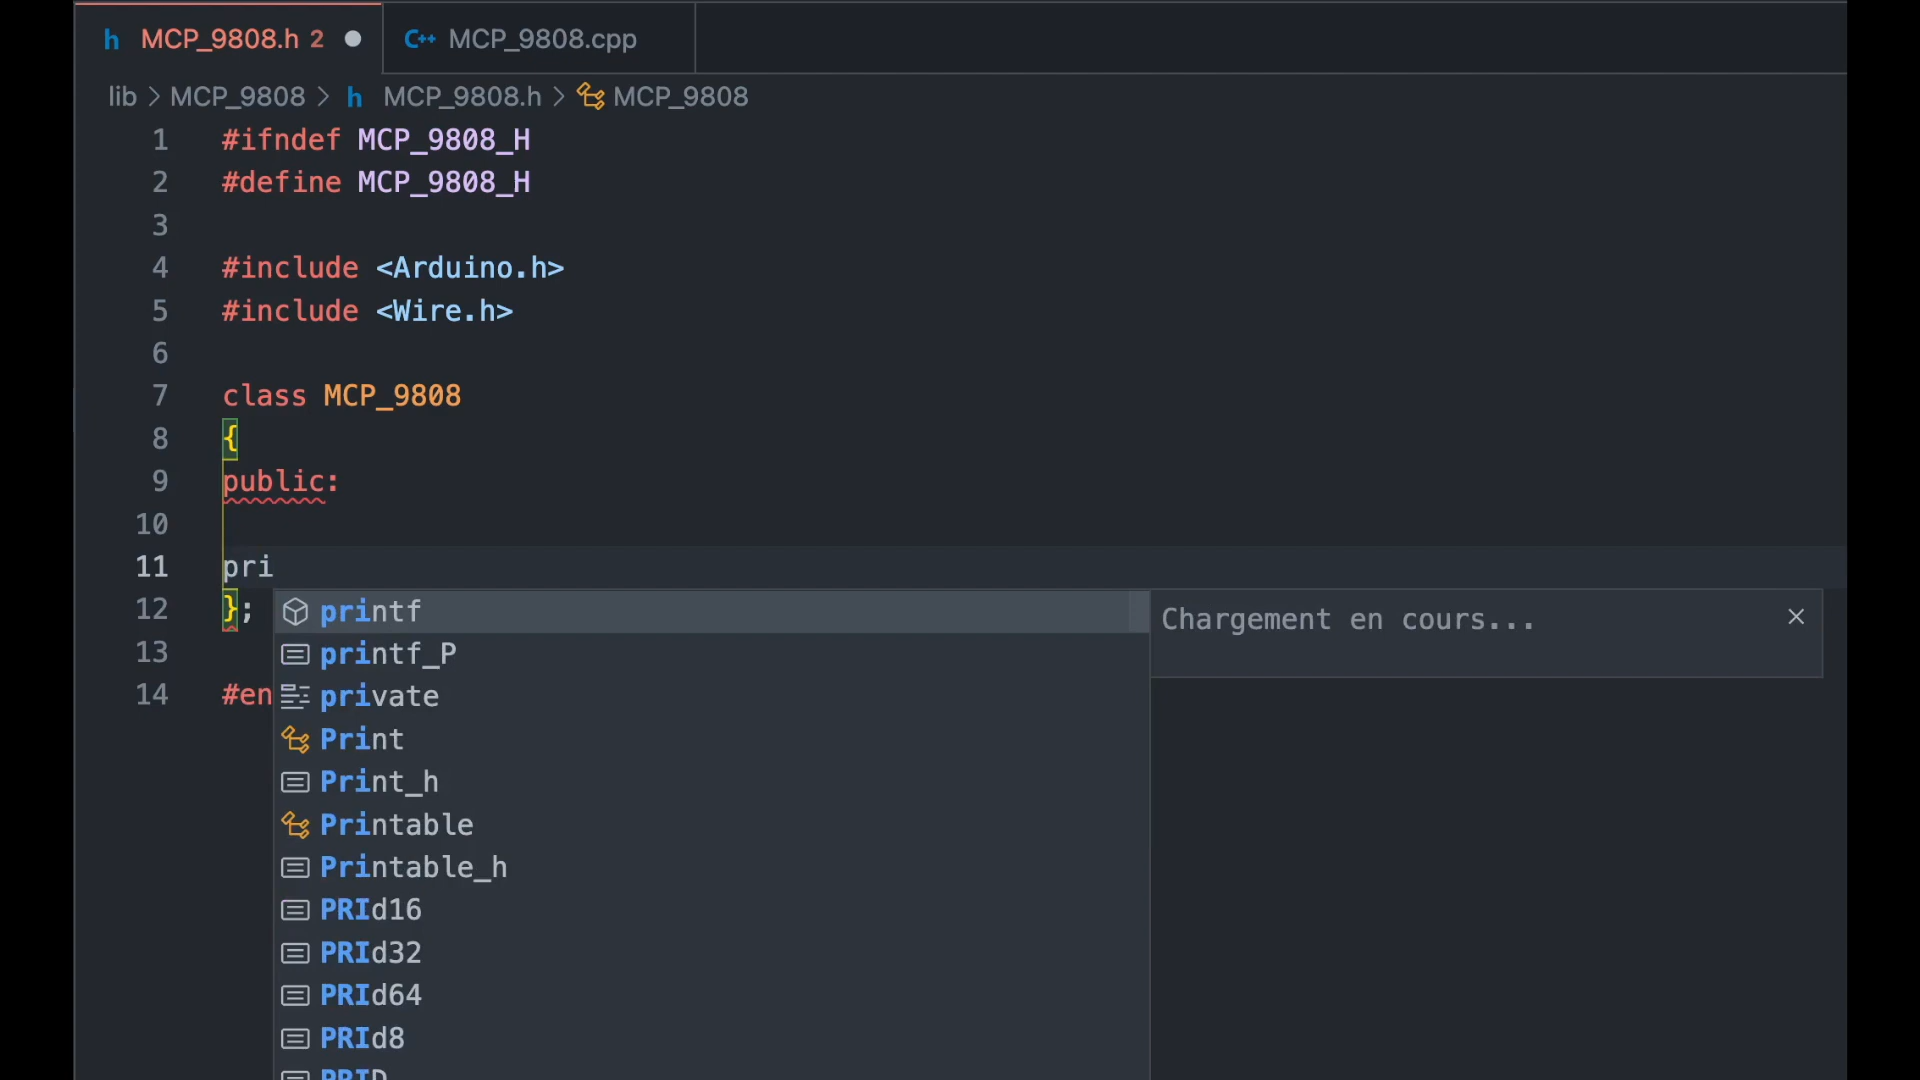 h MCP_9808.h 2 C++ MCP_9808.cpp
lib > MCP_9808 > h MCP_9808.h > MCP_9808
1 #ifndef MCP_9808_H
2 #define MCP_9808_H
3
4 #include <Arduino.h>
5 #include <Wire.h>
6
7 class MCP_9808
8 {
9 public:
10
11 pri
12 };
13
14 #en
printf
printf_P
private
Print
Print_h
Printable
Printable_h
PRId16
PRId32
PRId64
PRId8
Chargement en cours...